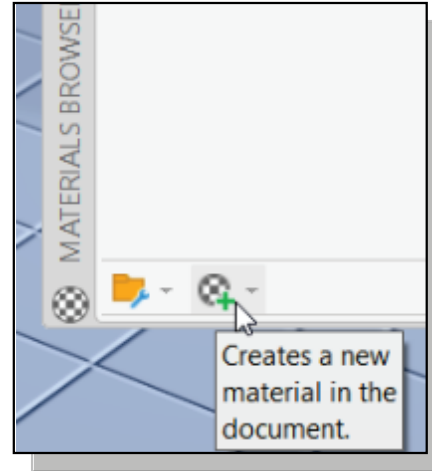 MATERIALS BROWSE
Creates a new
material in the
document.